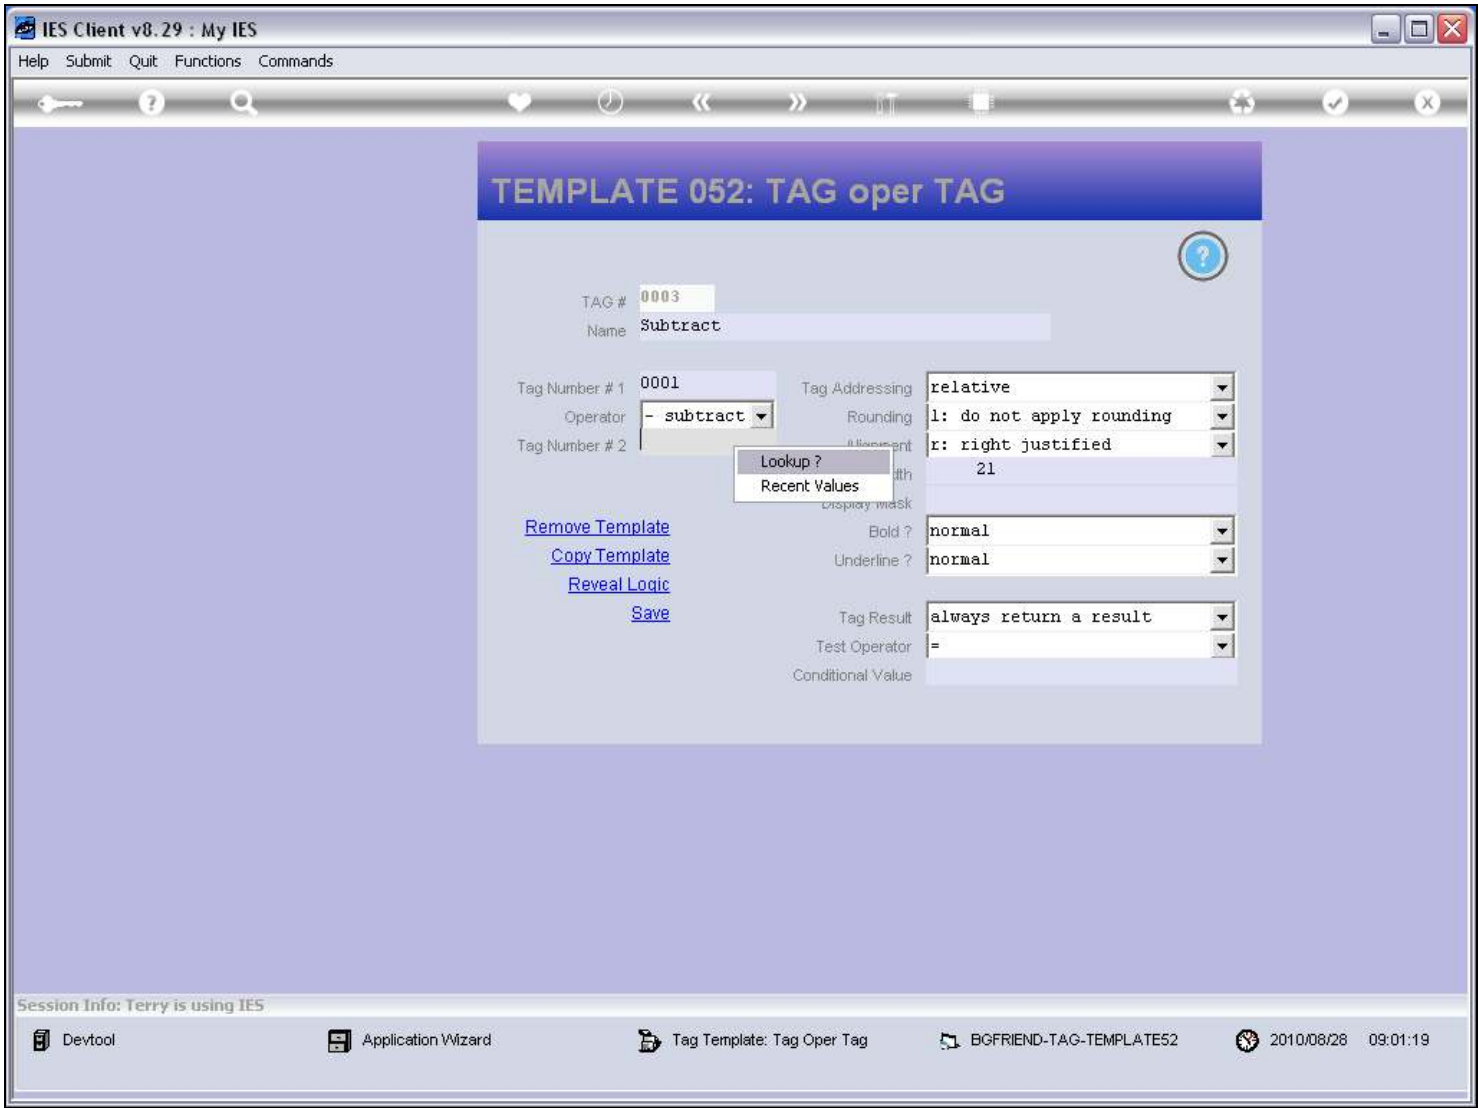 IES Client v8.29 : My IES
Help Submit Quit Functions Commands
TEMPLATE 052: TAG oper TAG
?
TAG # 0003
Name Subtract
Tag Number # 1 0001 Tag Addressing relative
Operator - subtract Rounding 1: do not apply rounding
Tag Number # 2 Alignment r: right justified
Lookup ?
dth 21
Recent Values
Display Mask
Remove Template Bold ? normal
Copy Template Underline ? normal
Reveal Logic
Save Tag Result always return a result
Test Operator =
Conditional Value
Session Info: Terry is using IES
Devtool Application Wizard Tag Template: Tag Oper Tag BGFRIEND-TAG-TEMPLATE52 2010/08/28 09:01:19